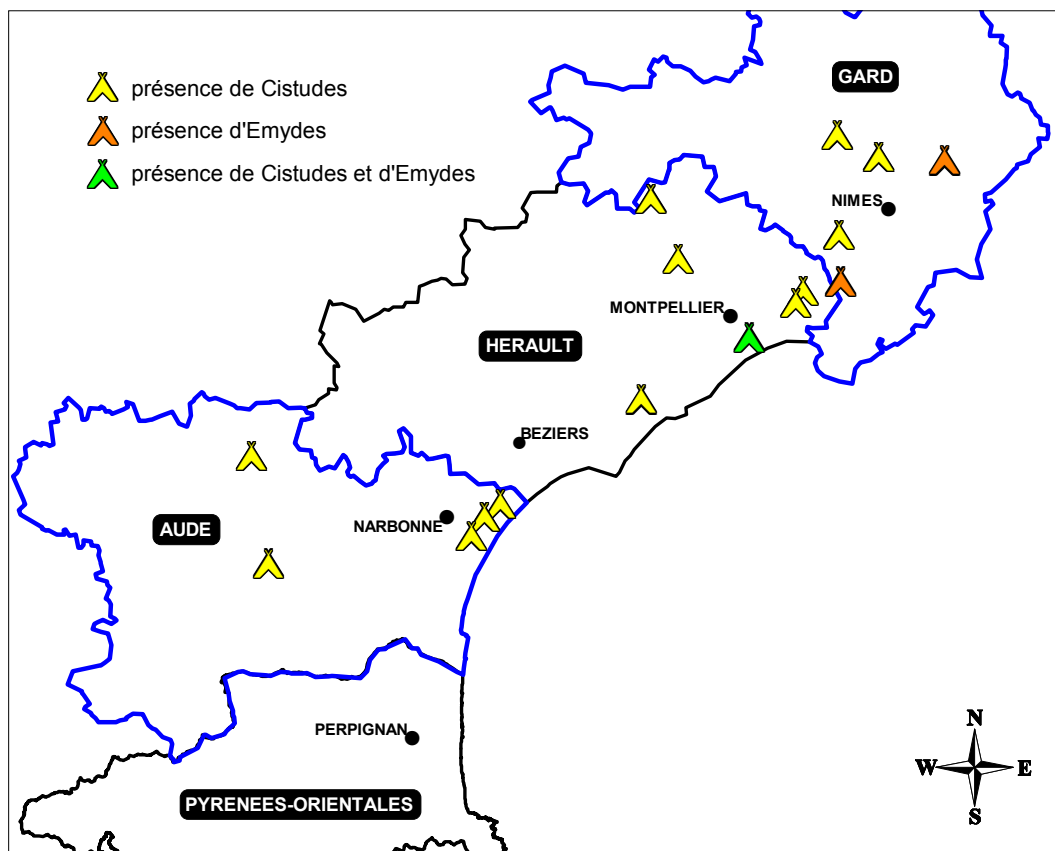 présence de Cistudes
présence d'Emydes
présence de Cistudes et d'Emydes
GARD
NIMES
MONTPELLIER
HERAULT
BEZIERS
NARBONNE
AUDE
PERPIGNAN
PYRENEES-ORIENTALES
N
W E
S